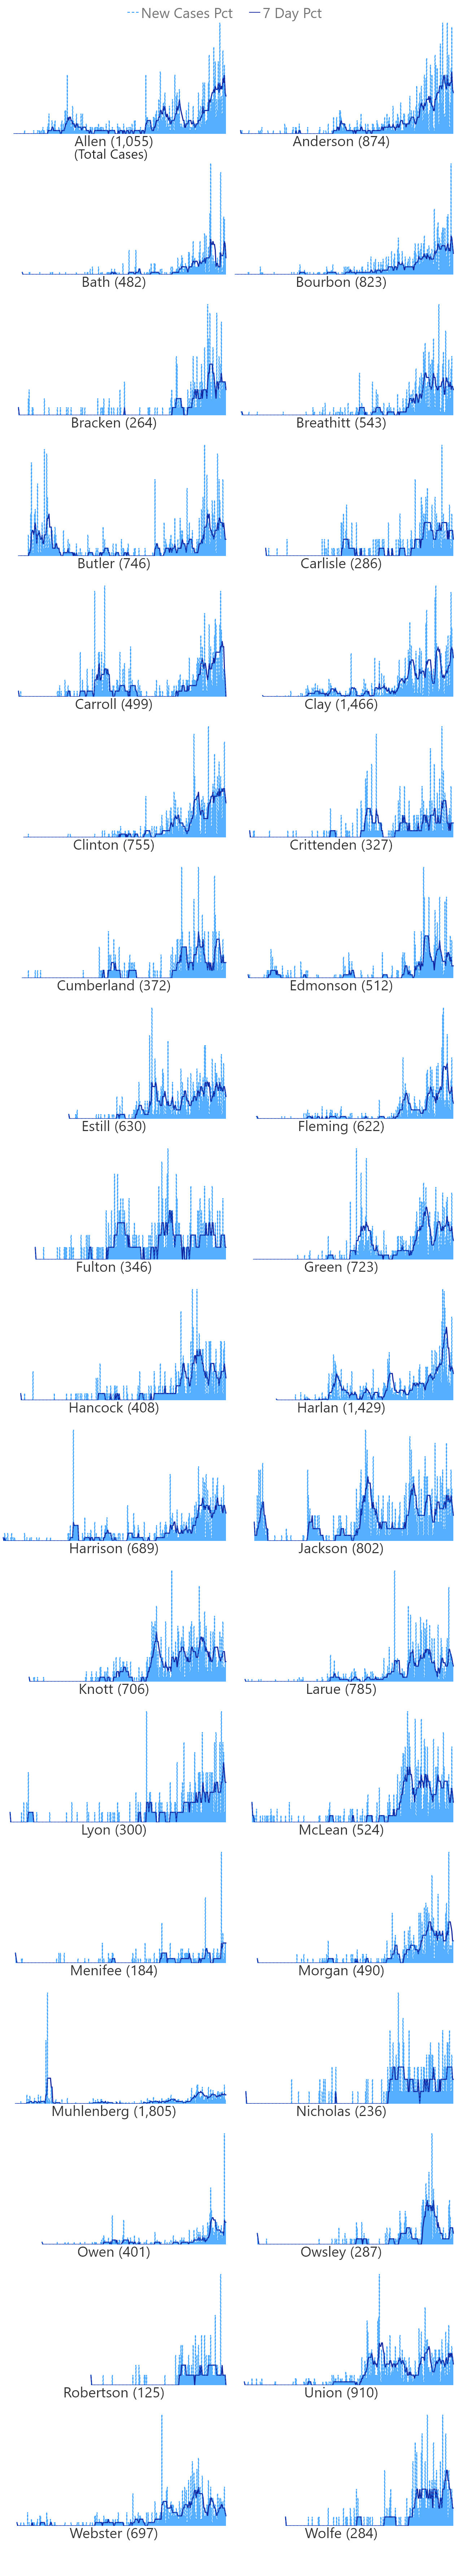 New Cases Pct 7 Day Pct
Allen (1,055) Anderson (874)
(Total Cases)
Bath (482) Bourbon (823)
Bracken (264) Breathitt (543)
Butler (746) Carlisle (286)
Carroll (499) Clay (1,466)
Clinton (755) Crittenden (327)
Cumberland (372) Edmonson (512)
Estill (630) Fleming (622)
Fulton (346) Green (723)
Hancock (408) Harlan (1,429)
Harrison (689) Jackson (802)
Knott (706) Larue (785)
Lyon (300) McLean (524)
Menifee (184) Morgan (490)
Muhlenberg (1,805) Nicholas (236)
Owen (401) Owsley (287)
Robertson (125) Union (910)
Webster (697) Wolfe (284)